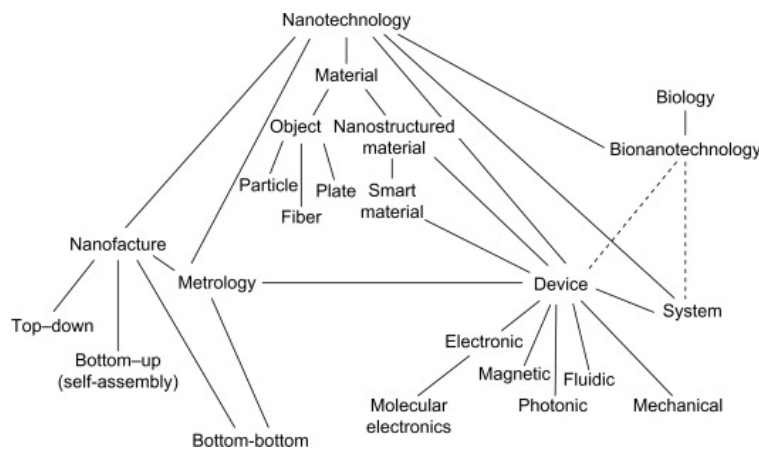 Nanotechnology
Material
Biology
Object
Nanostructured
material
Bionanotechnology
Particle
Plate
Smart
material
Fiber
Nanofacture
Metrology
Device
System
Top–down
Electronic
Bottom–up
(self-assembly)
Magnetic
Fluidic
Molecular
electronics
Photonic
Mechanical
Bottom-bottom